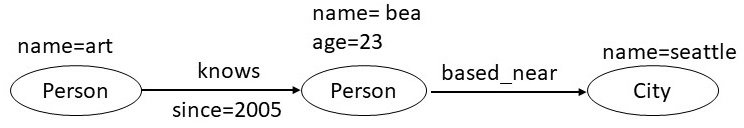 name=art
Person
knows
since=2005
name= bea
age=23
Person
based_near
name=seattle
City